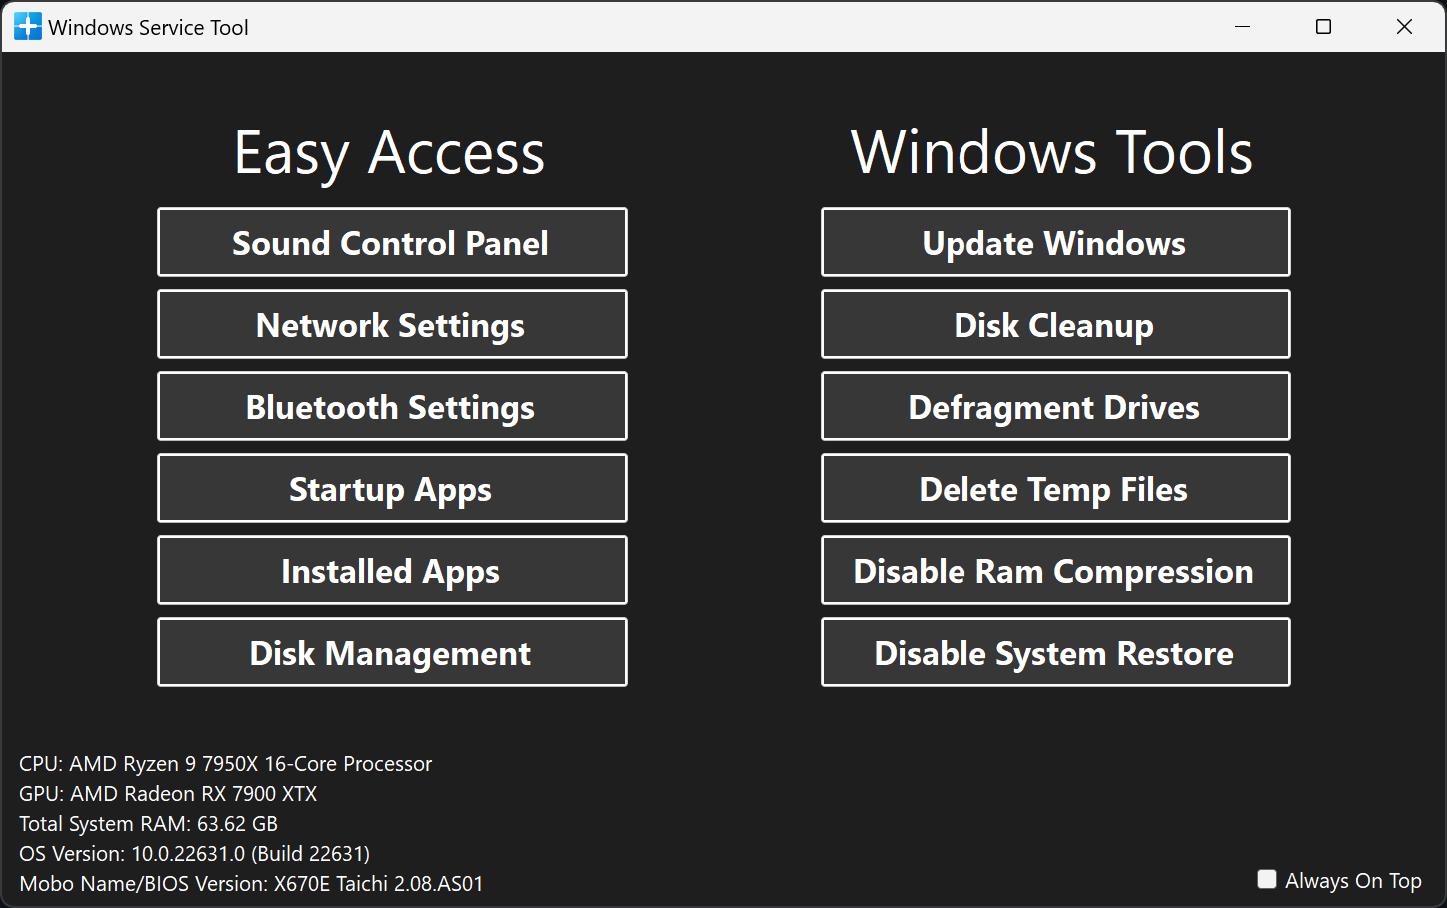 Windows Service Tool
Easy Access
Sound Control Panel
Network Settings
Bluetooth Settings
Startup Apps
Installed Apps
Disk Management
Windows Tools
Update Windows
Disk Cleanup
Defragment Drives
Delete Temp Files
Disable Ram Compression
Disable System Restore
CPU: AMD Ryzen 9 7950X 16-Core Processor
GPU: AMD Radeon RX 7900 XTX
Total System RAM: 63.62 GB
OS Version: 10.0.22631.0 (Build 22631)
Mobo Name/BIOS Version: X670E Taichi 2.08.AS01
Always On Top